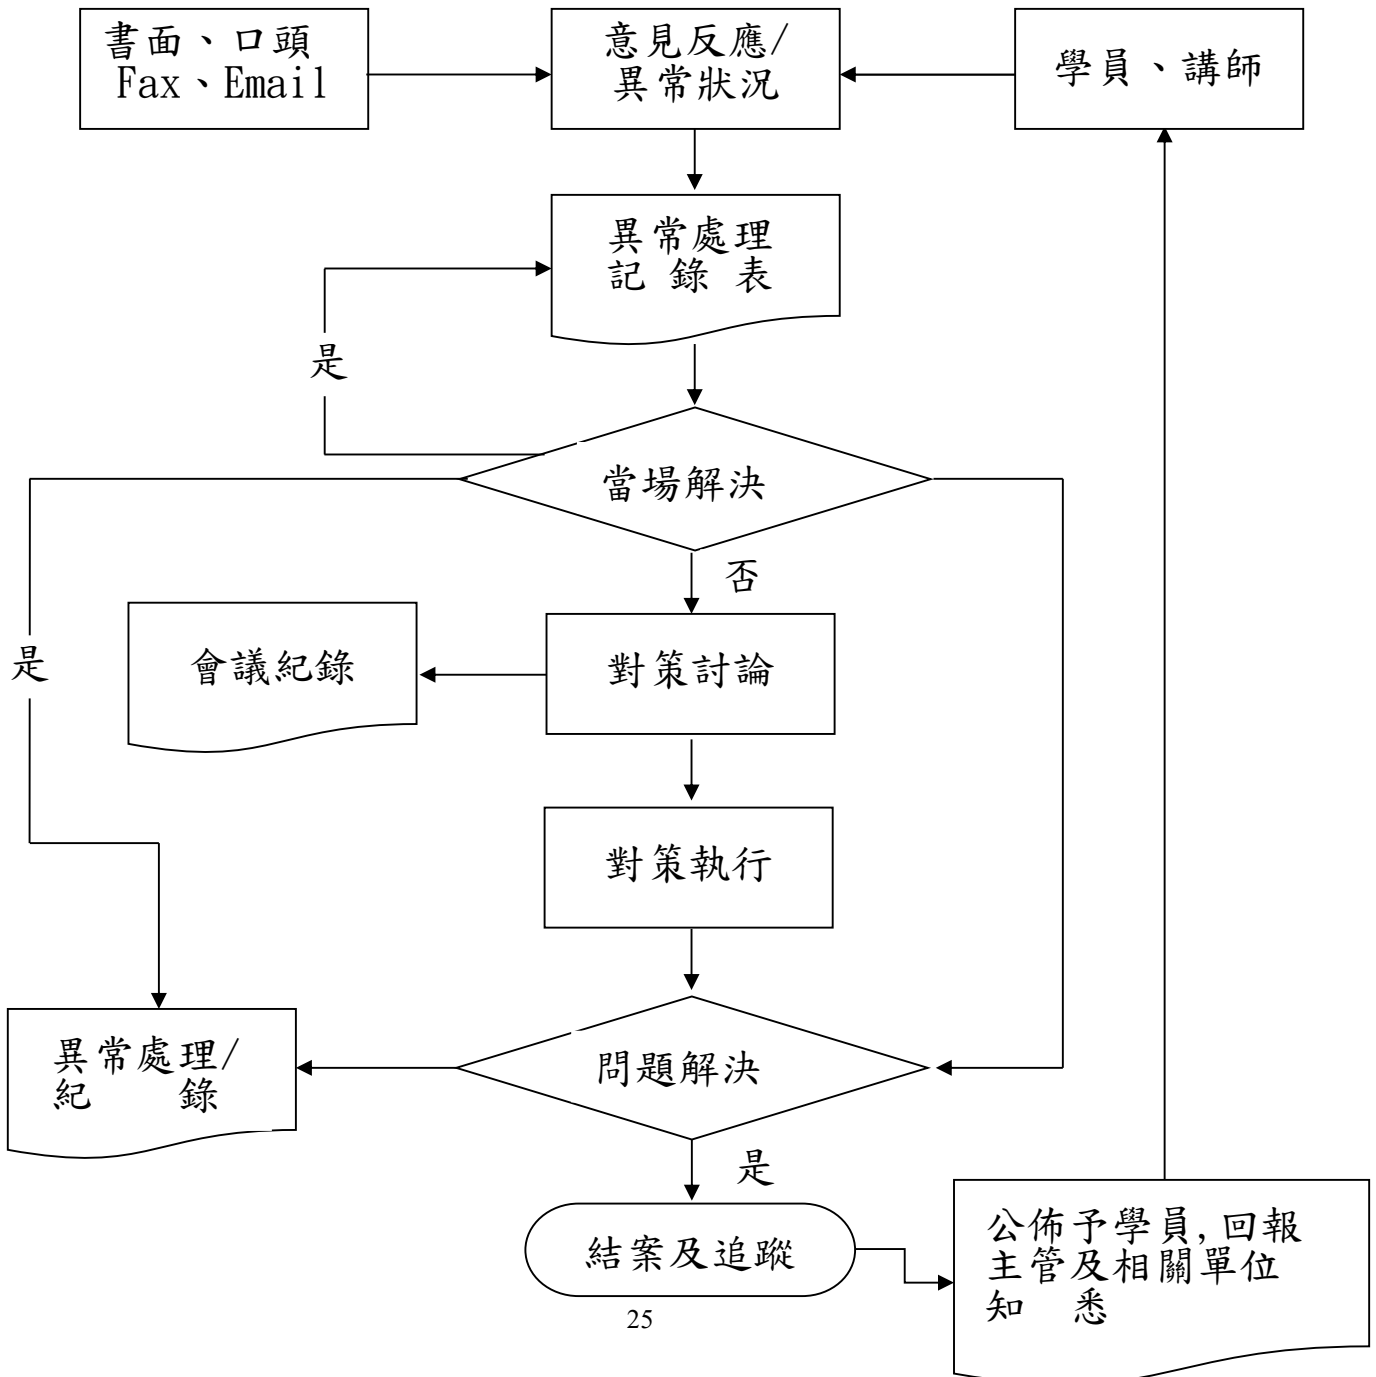 書面、口頭
Fax、Email
意見反應/
異常狀況
學員、講師
異常處理
記 錄 表
是
當場解決
否
會議紀錄
對策討論
是
對策執行
異常處理/
紀 錄
問題解決
是
結案及追蹤
公佈予學員,回報
主管及相關單位
知 悉
25